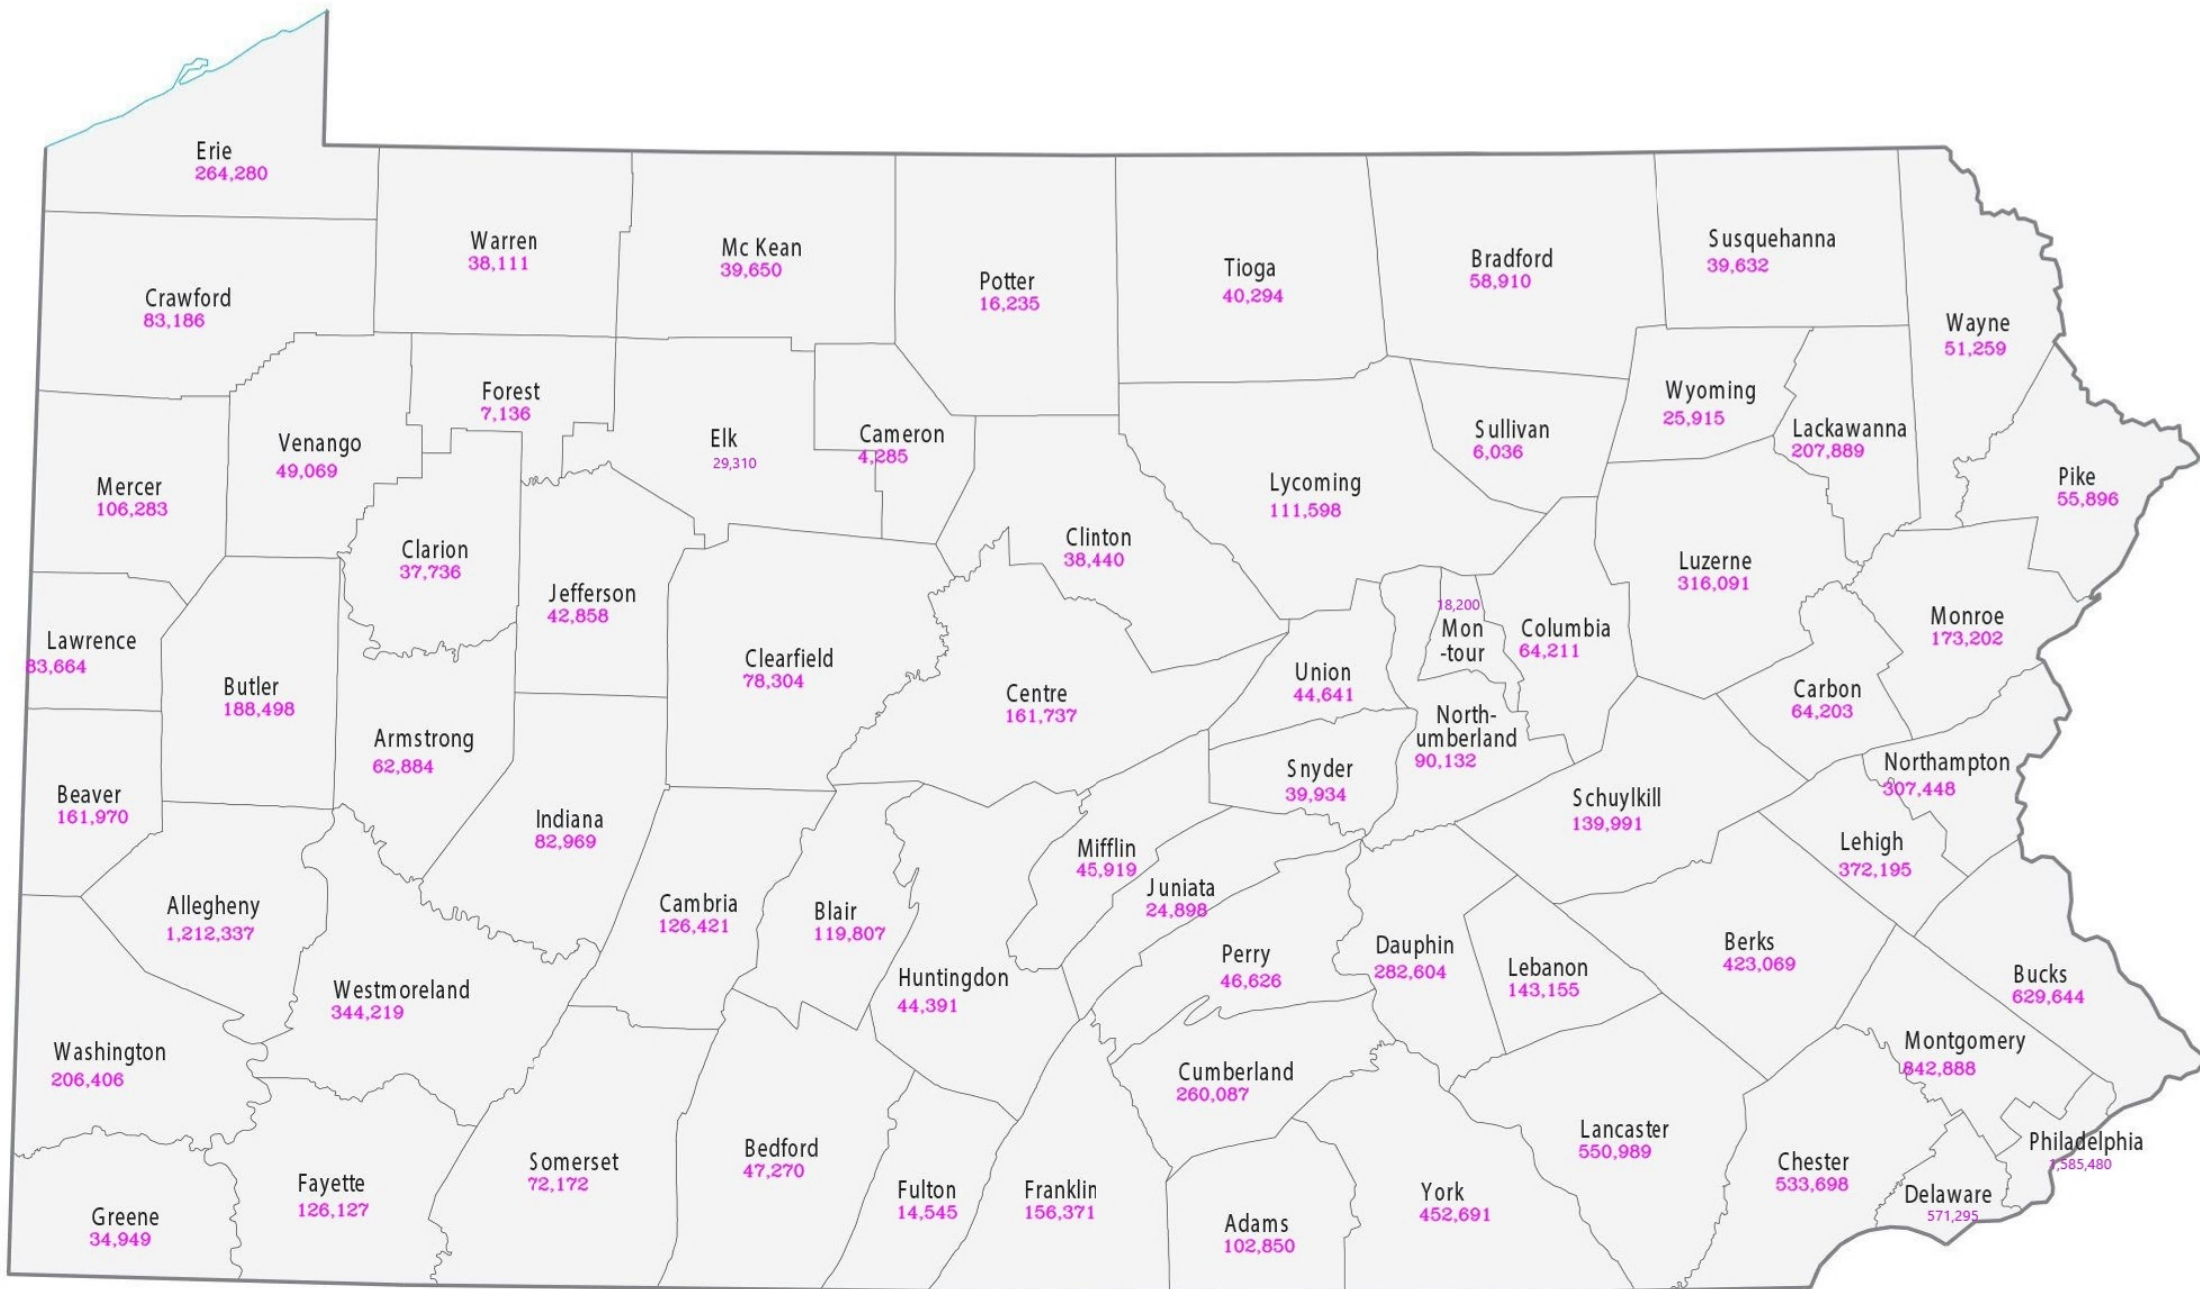 Erie
264,280
Crawford
83,186
Warren
38,111
Mc Kean
39,650
Potter
16,235
Tioga
40,294
Bradford
58,910
Susquehanna
39,632
Wayne
51,259
Forest
7,136
Venango
49,069
Mercer
106,283
Elk
29,310
Cameron
4,285
Sullivan
6,036
Wyoming
25,915
Lackawanna
207,889
Pike
55,896
Lycoming
111,598
Clarion
37,736
Clinton
38,440
Luzerne
316,091
Jefferson
42,858
Lawrence
83,664
Butler
188,498
Clearfield
78,304
Centre
161,737
Union
44,641
18,200
Mon
-tour
Columbia
64,211
Monroe
173,202
Carbon
64,203
Armstrong
62,884
North-
umberland
90,132
Snyder
39,934
Northampton
307,448
Beaver
161,970
Indiana
82,969
Schuylkill
139,991
Lehigh
372,195
Mifflin
45,919
Juniata
24,898
Allegheny
1,212,337
Cambria
126,421
Blair
119,807
Perry
46,626
Dauphin
282,604
Lebanon
143,155
Berks
423,069
Bucks
629,644
Huntingdon
44,391
Westmoreland
344,219
Washington
206,406
Cumberland
260,087
Montgomery
842,888
Lancaster
550,989
Philadelphia
1,585,480
Bedford
47,270
Somerset
72,172
Chester
533,698
Delaware
571,295
Fayette
126,127
Fulton
14,545
Franklin
156,371
York
452,691
Adams
102,850
Greene
34,949